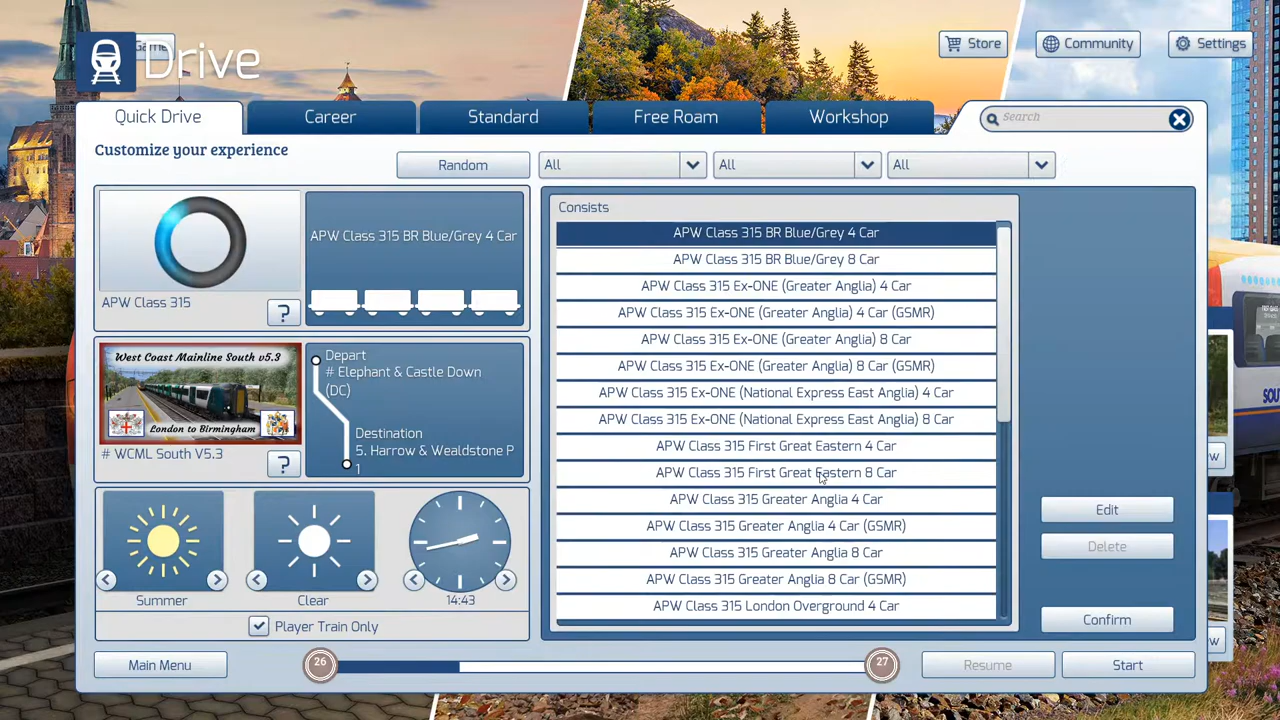 Game
Drive
Store
Community
Settings
Quick Drive
Career
Standard
Free Roam
Workshop
Search
Customize your experience
Random
All
All
All
APW Class 315
?
APW Class 315 BR Blue/Grey 4 Car
West Coast Mainline South v5.3
London to Birmingham
# WCML South V5.3
?
Depart
# Elephant & Castle Down
(DC)
Destination
5. Harrow & Wealdstone P
1
Summer
Clear
14:43
Player Train Only
Consists
APW Class 315 BR Blue/Grey 4 Car
APW Class 315 BR Blue/Grey 8 Car
APW Class 315 Ex-ONE (Greater Anglia) 4 Car
APW Class 315 Ex-ONE (Greater Anglia) 4 Car (GSMR)
APW Class 315 Ex-ONE (Greater Anglia) 8 Car
APW Class 315 Ex-ONE (Greater Anglia) 8 Car (GSMR)
APW Class 315 Ex-ONE (National Express East Anglia) 4 Car
APW Class 315 Ex-ONE (National Express East Anglia) 8 Car
APW Class 315 First Great Eastern 4 Car
APW Class 315 First Great Eastern 8 Car
APW Class 315 Greater Anglia 4 Car
APW Class 315 Greater Anglia 4 Car (GSMR)
APW Class 315 Greater Anglia 8 Car
APW Class 315 Greater Anglia 8 Car (GSMR)
APW Class 315 London Overground 4 Car
Edit
Delete
Confirm
Main Menu
26
27
Resume
Start